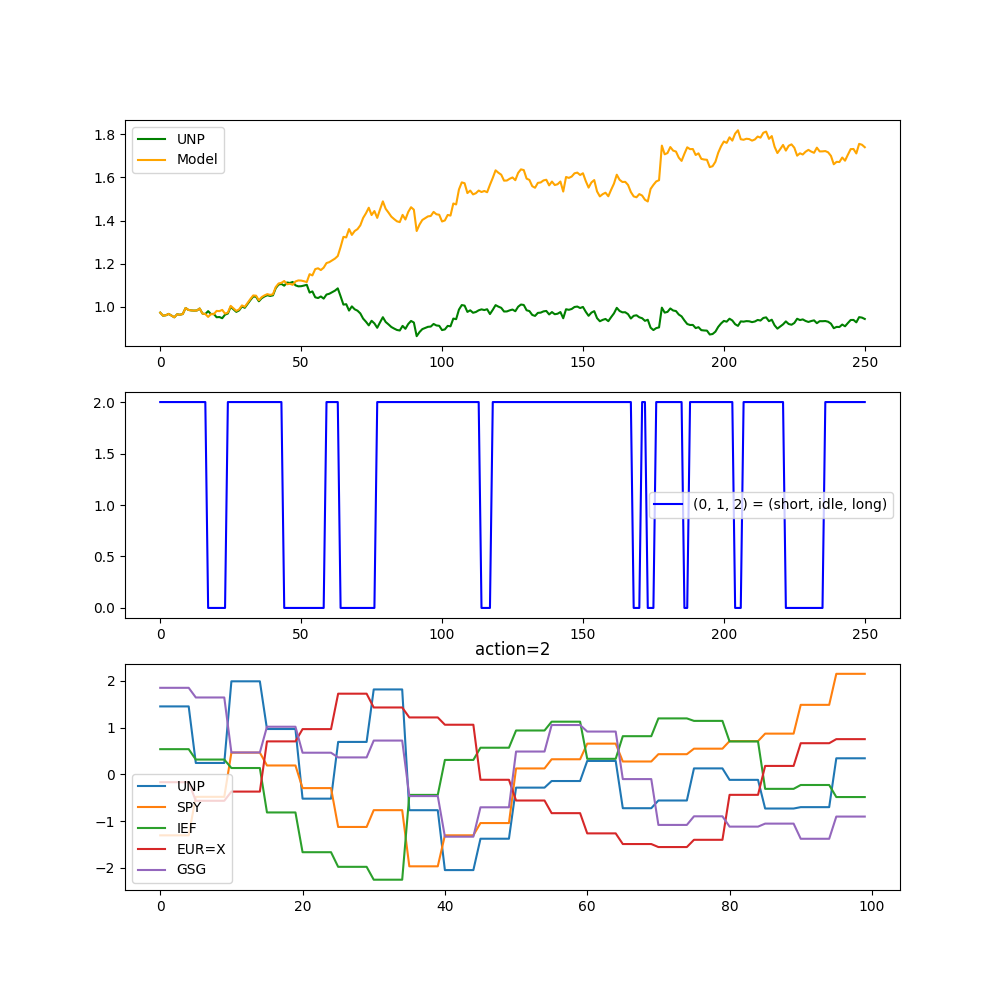 UNP
Model
1.8
1.6
1.4
1.2
1.0
0 50 100 150 200 250
2.0
1.5
1.0
0.5
0.0
(0, 1, 2) = (short, idle, long)
0 50 100 150 200 250
action=2
2
1
0
−1
−2
UNP
SPY
IEF
EUR=X
GSG
0 20 40 60 80 100